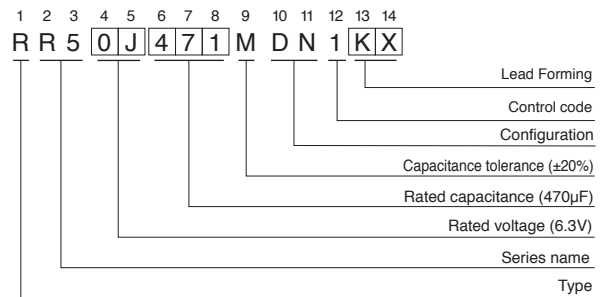 1 2 3 4 5 6 7 8 9 10 11 12 13 14
R R 5 0 J 4 7 1 M D N 1 K X
Lead Forming
Control code
Configuration
Capacitance tolerance (±20%)
Rated capacitance (470μF)
Rated voltage (6.3V)
Series name
Type